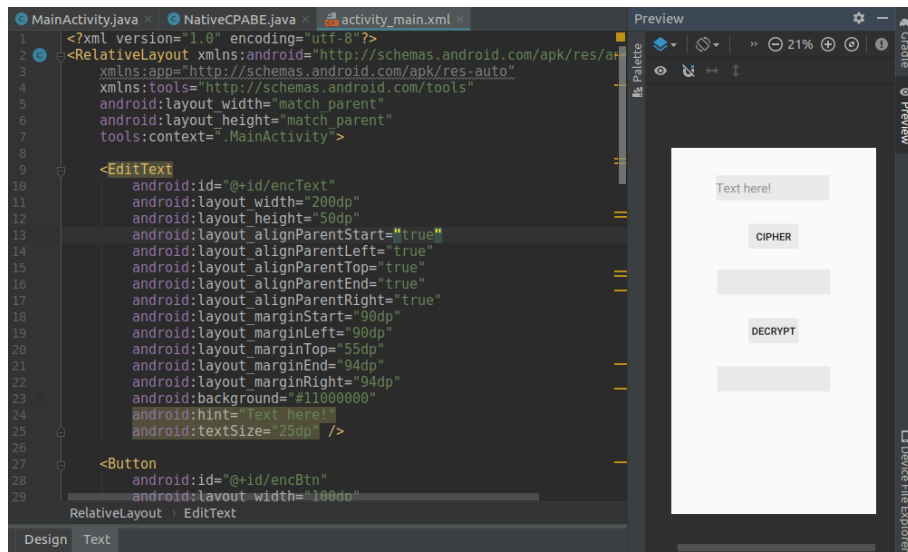 MainActivity.java × NativeCPABE.java × activity_main.xml ×
Preview
1 <?xml version="1.0" encoding="utf-8"?>
2 <RelativeLayout xmlns:android="http://schemas.android.com/apk/res/an
3 xmlns:app="http://schemas.android.com/apk/res-auto"
4 xmlns:tools="http://schemas.android.com/tools"
5 android:layout_width="match_parent"
6 android:layout_height="match_parent"
7 tools:context=".MainActivity">
8
9 <EditText
10 android:id="@+id/encText"
11 android:layout_width="200dp"
12 android:layout_height="50dp"
13 android:layout_alignParentStart="true"
14 android:layout_alignParentLeft="true"
15 android:layout_alignParentTop="true"
16 android:layout_alignParentEnd="true"
17 android:layout_alignParentRight="true"
18 android:layout_marginStart="90dp"
19 android:layout_marginLeft="90dp"
20 android:layout_marginTop="55dp"
21 android:layout_marginEnd="94dp"
22 android:layout_marginRight="94dp"
23 android:background="#11000000"
24 android:hint="Text here!"
25 android:textSize="25dp" />
26
27 <Button
28 android:id="@+id/encBtn"
29 android:layout_width="100dp"
RelativeLayout › EditText
Design Text
Palette
» 21%
Text here!
CIPHER
DECRYPT
Gradle
Preview
Device File Explorer